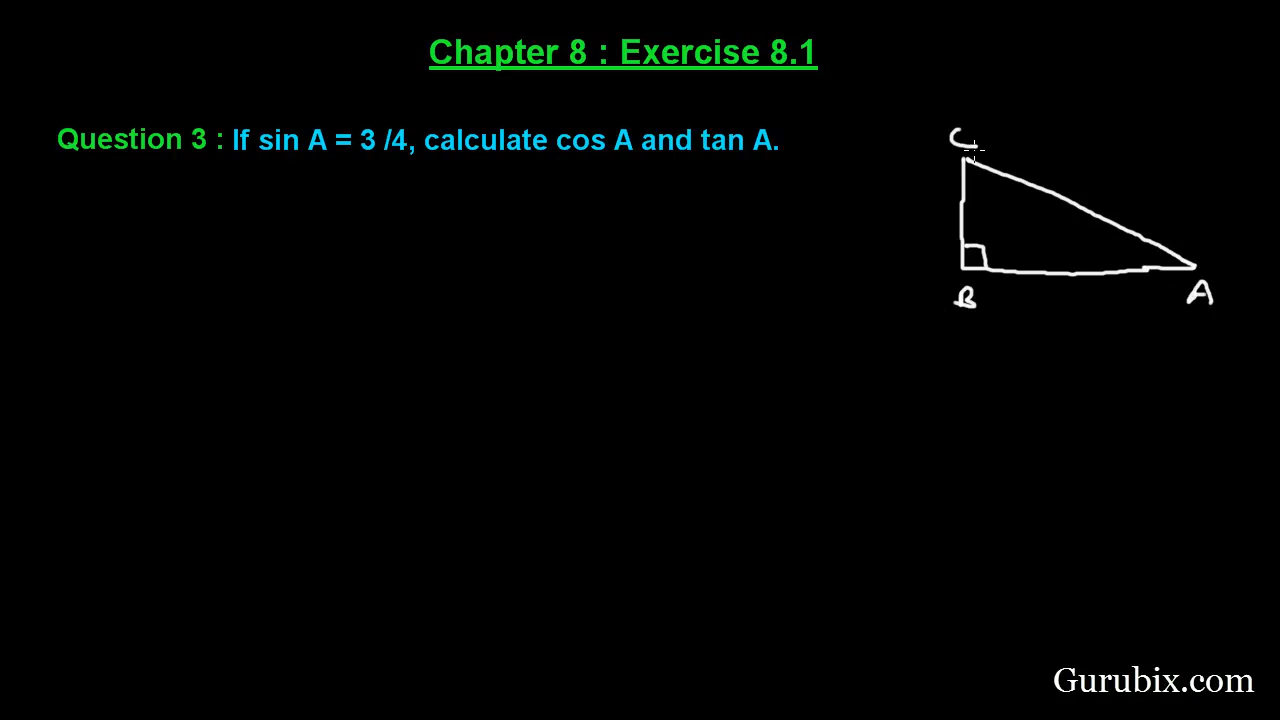 Chapter 8 : Exercise 8.1
Question 3 : If sin A = 3 /4, calculate cos A and tan A.
C
B
A
Gurubix.com